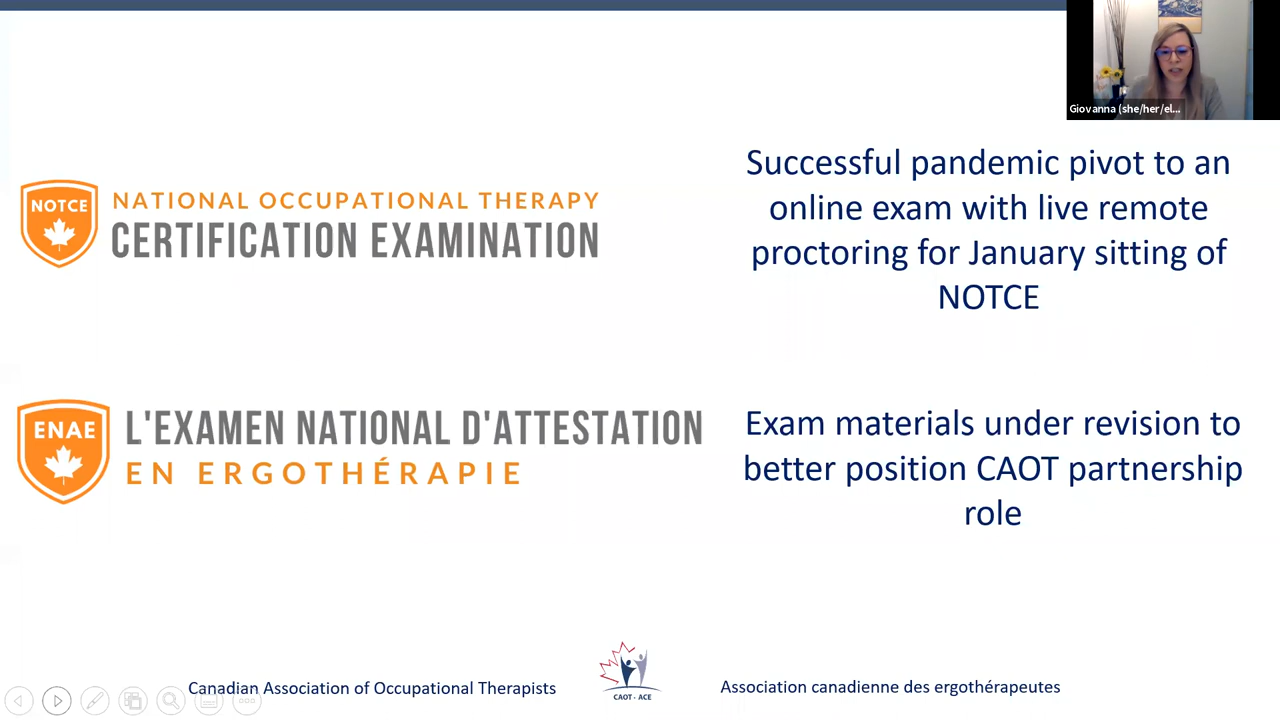 Giovanna (she/her/el...
NOTCE
NATIONAL OCCUPATIONAL THERAPY
CERTIFICATION EXAMINATION
Successful pandemic pivot to an
online exam with live remote
proctoring for January sitting of
NOTCE
ENAE
L'EXAMEN NATIONAL D'ATTESTATION
EN ERGOTHÉRAPIE
Exam materials under revision to
better position CAOT partnership
role
Canadian Association of Occupational Therapists
CAOT - ACE
Association canadienne des ergothérapeutes